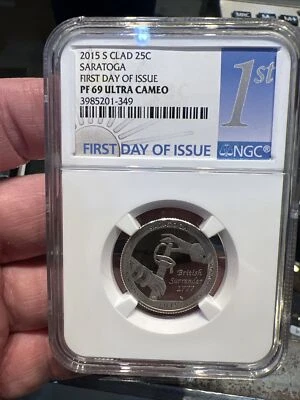 2015 S CLAD 25C
SARATOGA
FIRST DAY OF ISSUE
PF 69 ULTRA CAMEO
3985201-349
1st
FIRST DAY OF ISSUE
NGC®
British
Surrender
1777